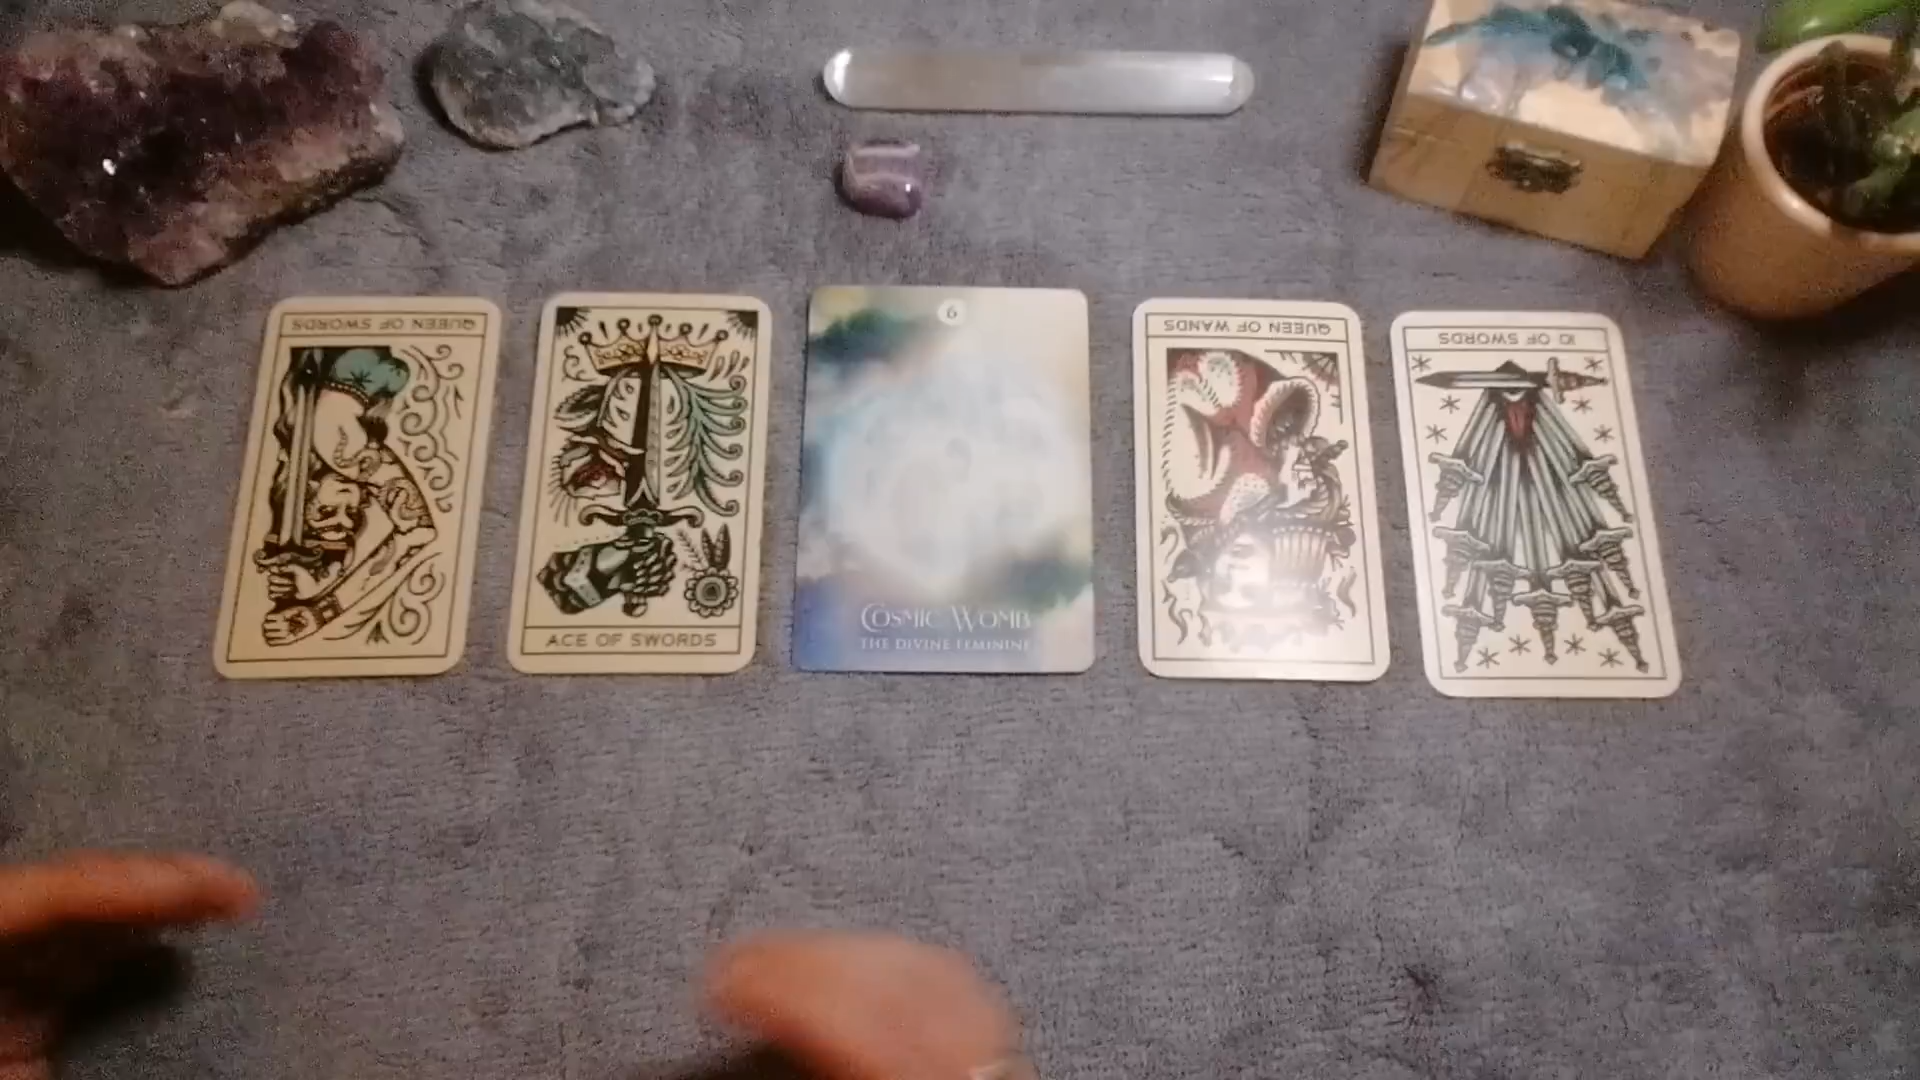 QUEEN OF SWORDS
ACE OF SWORDS
6
COSMIC WOMB
THE DIVINE FEMININE
QUEEN OF WANDS
10 OF SWORDS